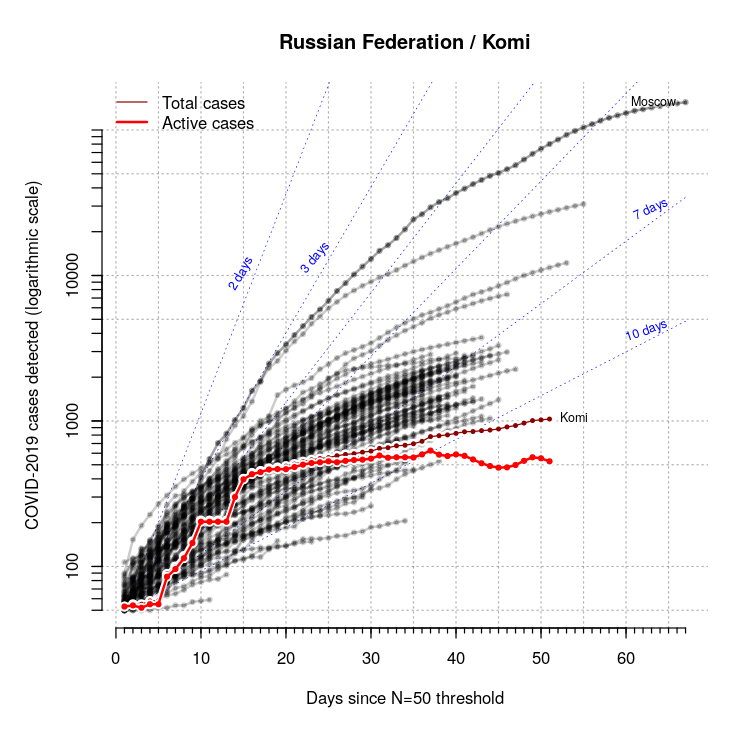 Russian Federation / Komi
Total cases
Active cases
Moscow
2 days
3 days
7 days
10 days
Komi
COVID-2019 cases detected (logarithmic scale)
10000
1000
100
0 10 20 30 40 50 60
Days since N=50 threshold